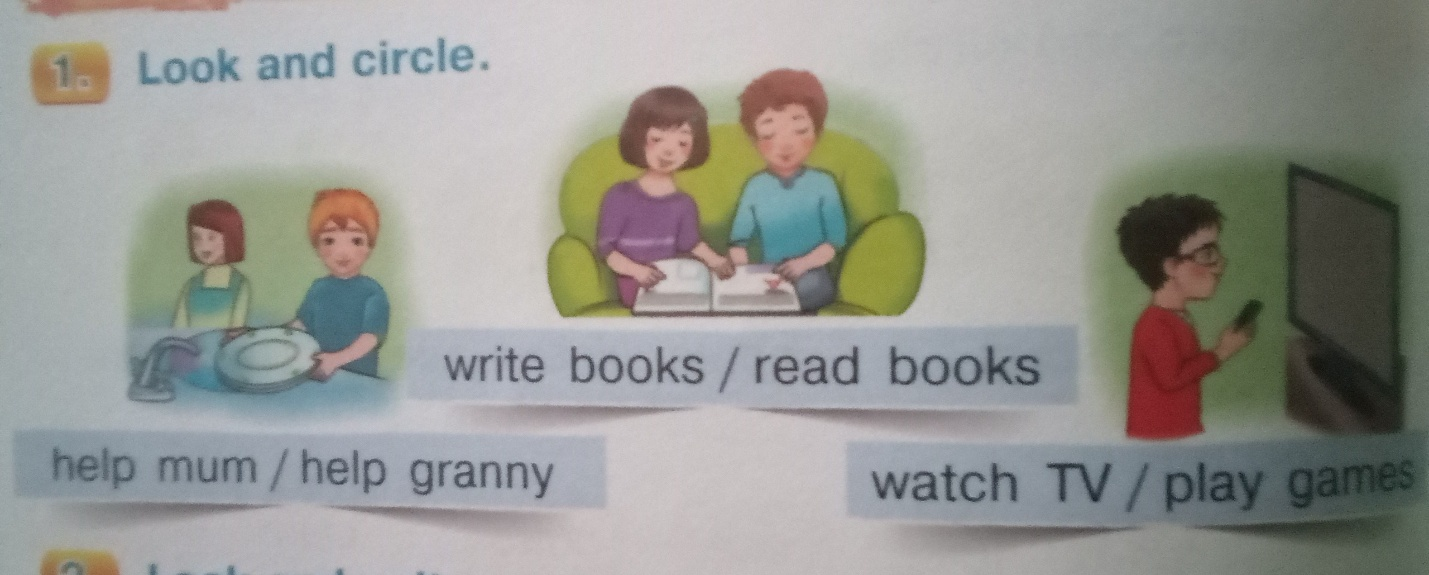 1. Look and circle.
write books / read books
help mum / help granny
watch TV / play games